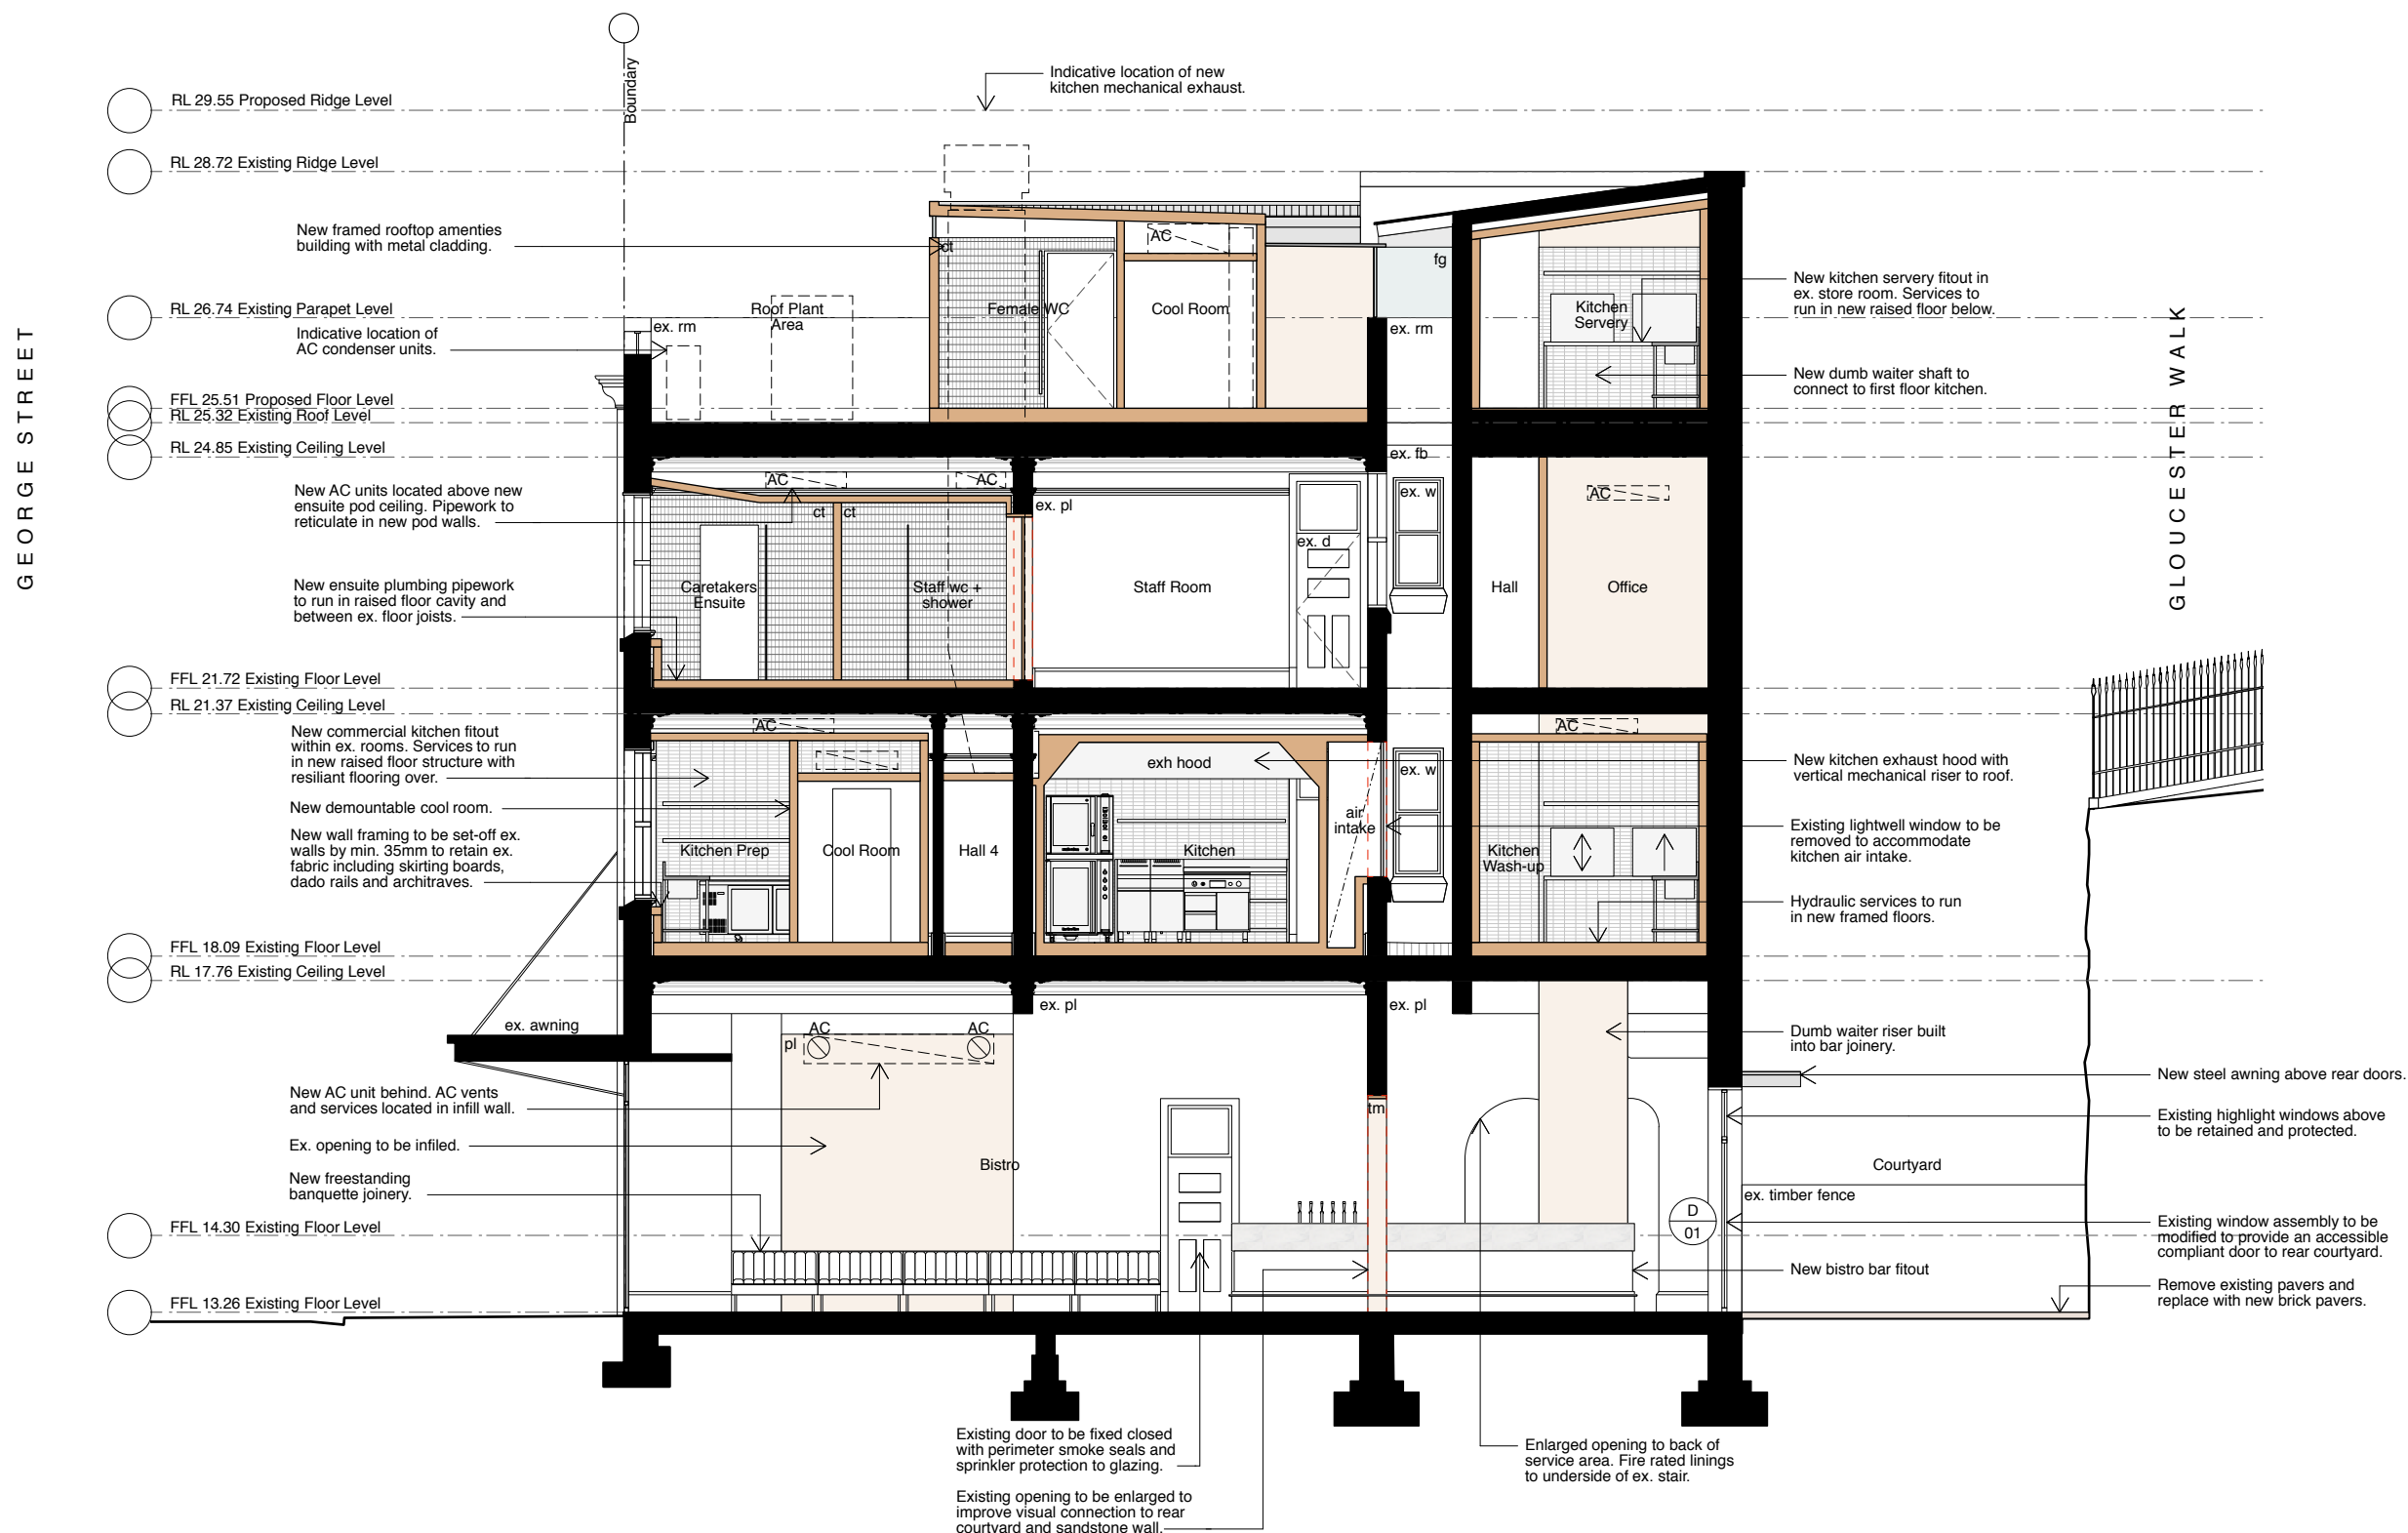 Boundary
Indicative location of new
kitchen mechanical exhaust.
RL 29.55 Proposed Ridge Level
RL 28.72 Existing Ridge Level
New framed rooftop amenties
building with metal cladding.
RL 26.74 Existing Parapet Level
Indicative location of
AC condenser units.
FFL 25.51 Proposed Floor Level
RL 25.32 Existing Roof Level
RL 24.85 Existing Ceiling Level
New AC units located above new
ensuite pod ceiling. Pipework to
reticulate in new pod walls.
New ensuite plumbing pipework
to run in raised floor cavity and
between ex. floor joists.
FFL 21.72 Existing Floor Level
RL 21.37 Existing Ceiling Level
New commercial kitchen fitout
within ex. rooms. Services to run
in new raised floor structure with
resiliant flooring over.
New demountable cool room.
New wall framing to be set-off ex.
walls by min. 35mm to retain ex.
fabric including skirting boards,
dado rails and architraves.
FFL 18.09 Existing Floor Level
RL 17.76 Existing Ceiling Level
ex. awning
New AC unit behind. AC vents
and services located in infill wall.
Ex. opening to be infiled.
New freestanding
banquette joinery.
FFL 14.30 Existing Floor Level
FFL 13.26 Existing Floor Level
GEORGE STREET
ct
AC
fg
ex. rm
Roof Plant
Area
Female WC
Cool Room
ex. rm
Kitchen
Servery
ex. fb
AC
AC
ct
ct
ex. pl
ex. w
AC
ex. d
Caretakers
Ensuite
Staff wc +
shower
Staff Room
Hall
Office
AC
AC
exh hood
ex. w
air
intake
Kitchen Prep
Cool Room
Hall 4
Kitchen
Kitchen
Wash-up
ex. pl
ex. pl
AC
AC
pl
tm
Bistro
D
01
Courtyard
ex. timber fence
New kitchen servery fitout in
ex. store room. Services to
run in new raised floor below.
New dumb waiter shaft to
connect to first floor kitchen.
GLOUCESTER WALK
New kitchen exhaust hood with
vertical mechanical riser to roof.
Existing lightwell window to be
removed to accommodate
kitchen air intake.
Hydraulic services to run
in new framed floors.
Dumb waiter riser built
into bar joinery.
New steel awning above rear doors.
Existing highlight windows above
to be retained and protected.
Existing window assembly to be
modified to provide an accessible
compliant door to rear courtyard.
New bistro bar fitout
Remove existing pavers and
replace with new brick pavers.
Existing door to be fixed closed
with perimeter smoke seals and
sprinkler protection to glazing.
Enlarged opening to back of
service area. Fire rated linings
to underside of ex. stair.
Existing opening to be enlarged to
improve visual connection to rear
courtyard and sandstone wall.